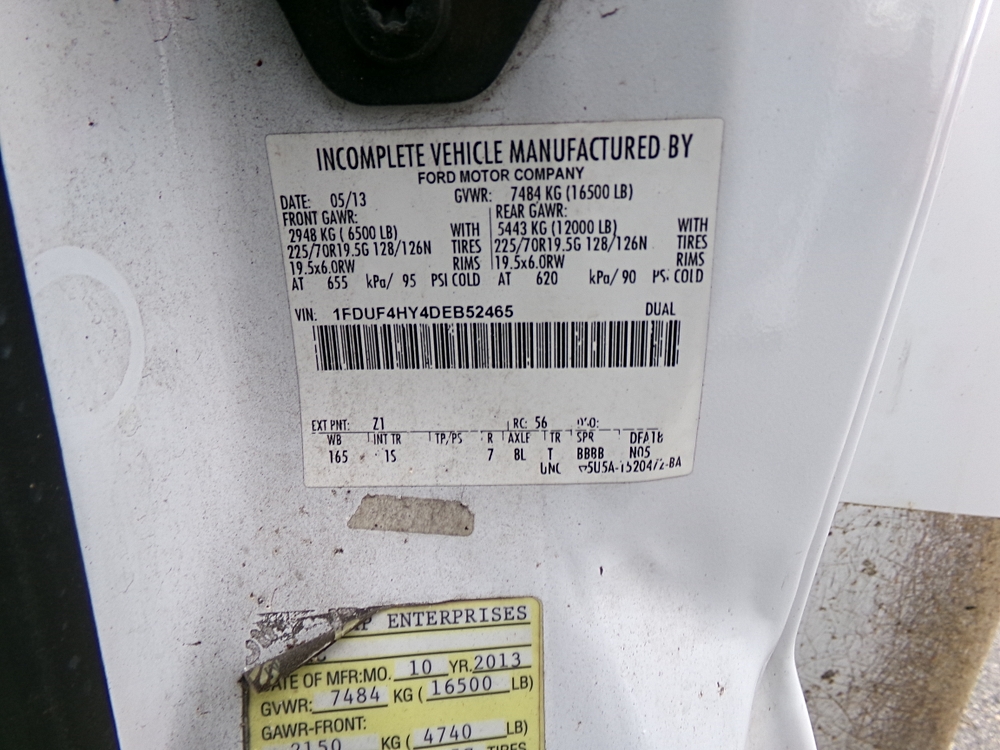 INCOMPLETE VEHICLE MANUFACTURED BY
FORD MOTOR COMPANY
DATE: 05/13 GVWR: 7484 KG (16500 LB)
FRONT GAWR: REAR GAWR:
2948 KG ( 6500 LB) WITH 5443 KG (12000 LB) WITH
225/70R19.5G 128/126N TIRES 225/70R19.5G 128/126N TIRES
19.5x6.0RW RIMS 19.5x6.0RW RIMS
AT 655 kPa/ 95 PSI COLD AT 620 kPa/ 90 PSI COLD
VIN: 1FDUF4HY4DEB52465 DUAL
EXT PNT: Z1 RC: 56 DSO:
WB INT TR TP/PS R AXLE TR SPR DFA18
165 1S 7 8L T BBBB N05
ENTERPRISES
DATE OF MFR:MO. 10 YR.2013
GVWR: 7484 KG ( 16500 LB)
GAWR-FRONT:
2150 KG ( 4740 LB)
TIRES